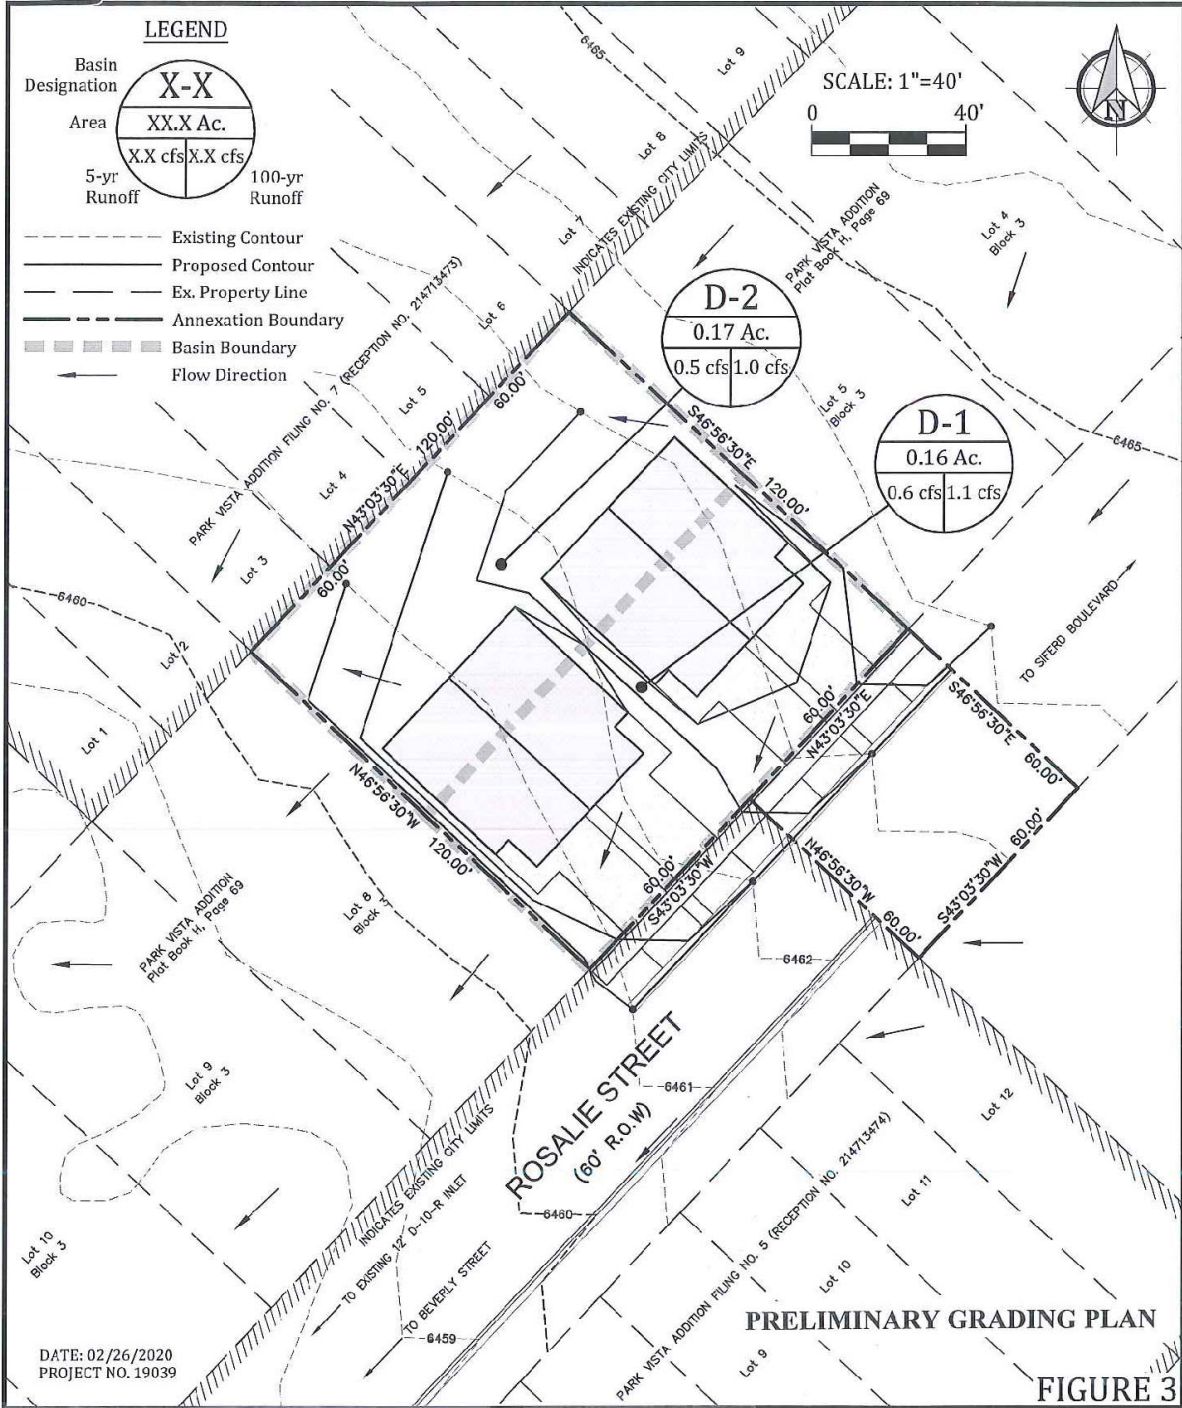 LEGEND
Basin
Designation
X-X
Area
XX.X Ac.
X.X cfs X.X cfs
5-yr
Runoff
100-yr
Runoff
Existing Contour
Proposed Contour
Ex. Property Line
Annexation Boundary
Basin Boundary
Flow Direction
SCALE: 1"=40'
0 40'
N
6465
Lot 9
Lot 8
Lot 7
INDICATES EXISTING CITY LIMITS
PARK VISTA ADDITION
Plat Book H, Page 69
Lot 4
Block 3
D-2
0.17 Ac.
0.5 cfs 1.0 cfs
Lot 6
Lot 5
Lot 4
Lot 3
Lot 2
Lot 1
PARK VISTA ADDITION FILING NO. 7 (RECEPTION NO. 214713473)
60.00'
N43°03'30"E 120.00'
60.00'
S46°56'30"E
120.00'
Lot 5
Block 3
D-1
0.16 Ac.
0.6 cfs 1.1 cfs
6465
6460
TO SIFERD BOULEVARD
S46°56'30"E
60.00'
60.00'
N43°03'30"E
N46°56'30"W
120.00'
60.00'
S43°03'30"W
N46°56'30"W
60.00'
S43°03'30"W 60.00'
PARK VISTA ADDITION
Plat Book H, Page 69
Lot 8
Block
Lot 9
Block 3
Lot 10
Block 3
6462
6461
6460
6459
ROSALIE STREET
(60' R.O.W)
INDICATES EXISTING CITY LIMITS
TO EXISTING 12' D-10-R INLET
TO BEVERLY STREET
PARK VISTA ADDITION FILING NO. 5 (RECEPTION NO. 214713474)
Lot 12
Lot 11
Lot 10
Lot 9
PRELIMINARY GRADING PLAN
DATE: 02/26/2020
PROJECT NO. 19039
FIGURE 3